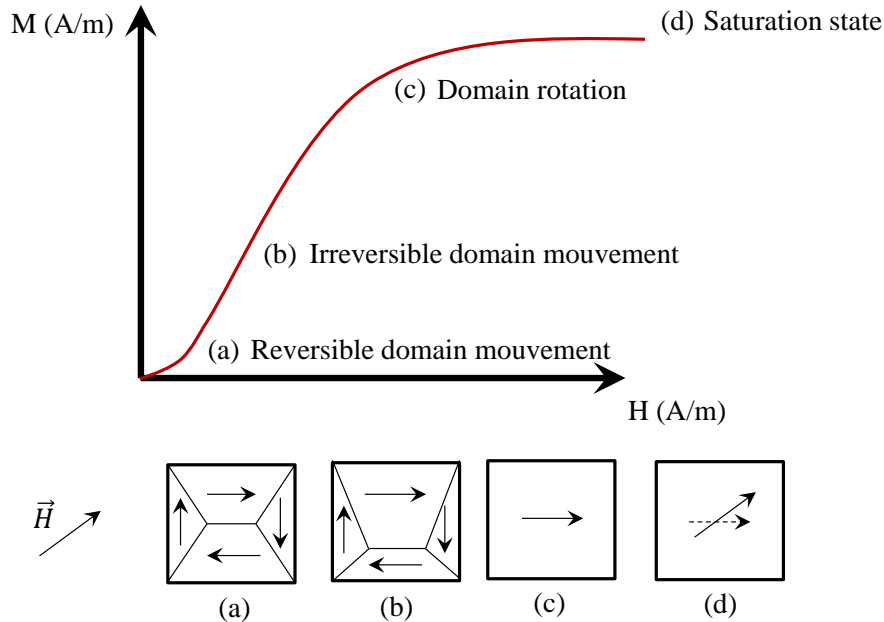 M (A/m)
(d) Saturation state
(c) Domain rotation
(b) Irreversible domain mouvement
(a) Reversible domain mouvement
H (A/m)
H⃗
(a)
(b)
(c)
(d)